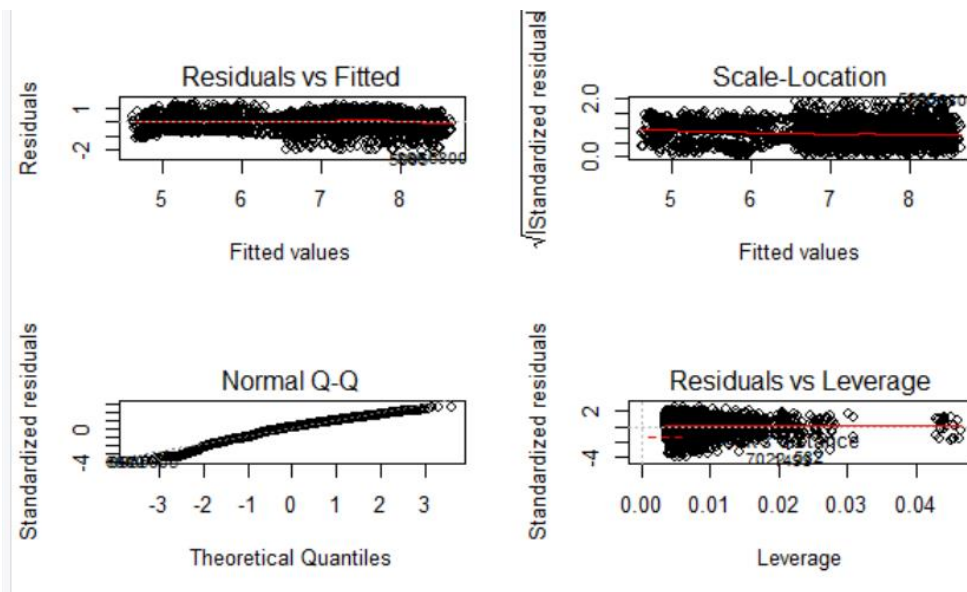 Residuals vs Fitted
Residuals
1
-2
5 6 7 8
Fitted values
Scale-Location
√|Standardized residuals
2.0
0.0
5 6 7 8
Fitted values
Normal Q-Q
Standardized residuals
0
-4
-3 -2 -1 0 1 2 3
Theoretical Quantiles
Residuals vs Leverage
Standardized residuals
2
-4
0.00 0.01 0.02 0.03 0.04
Leverage